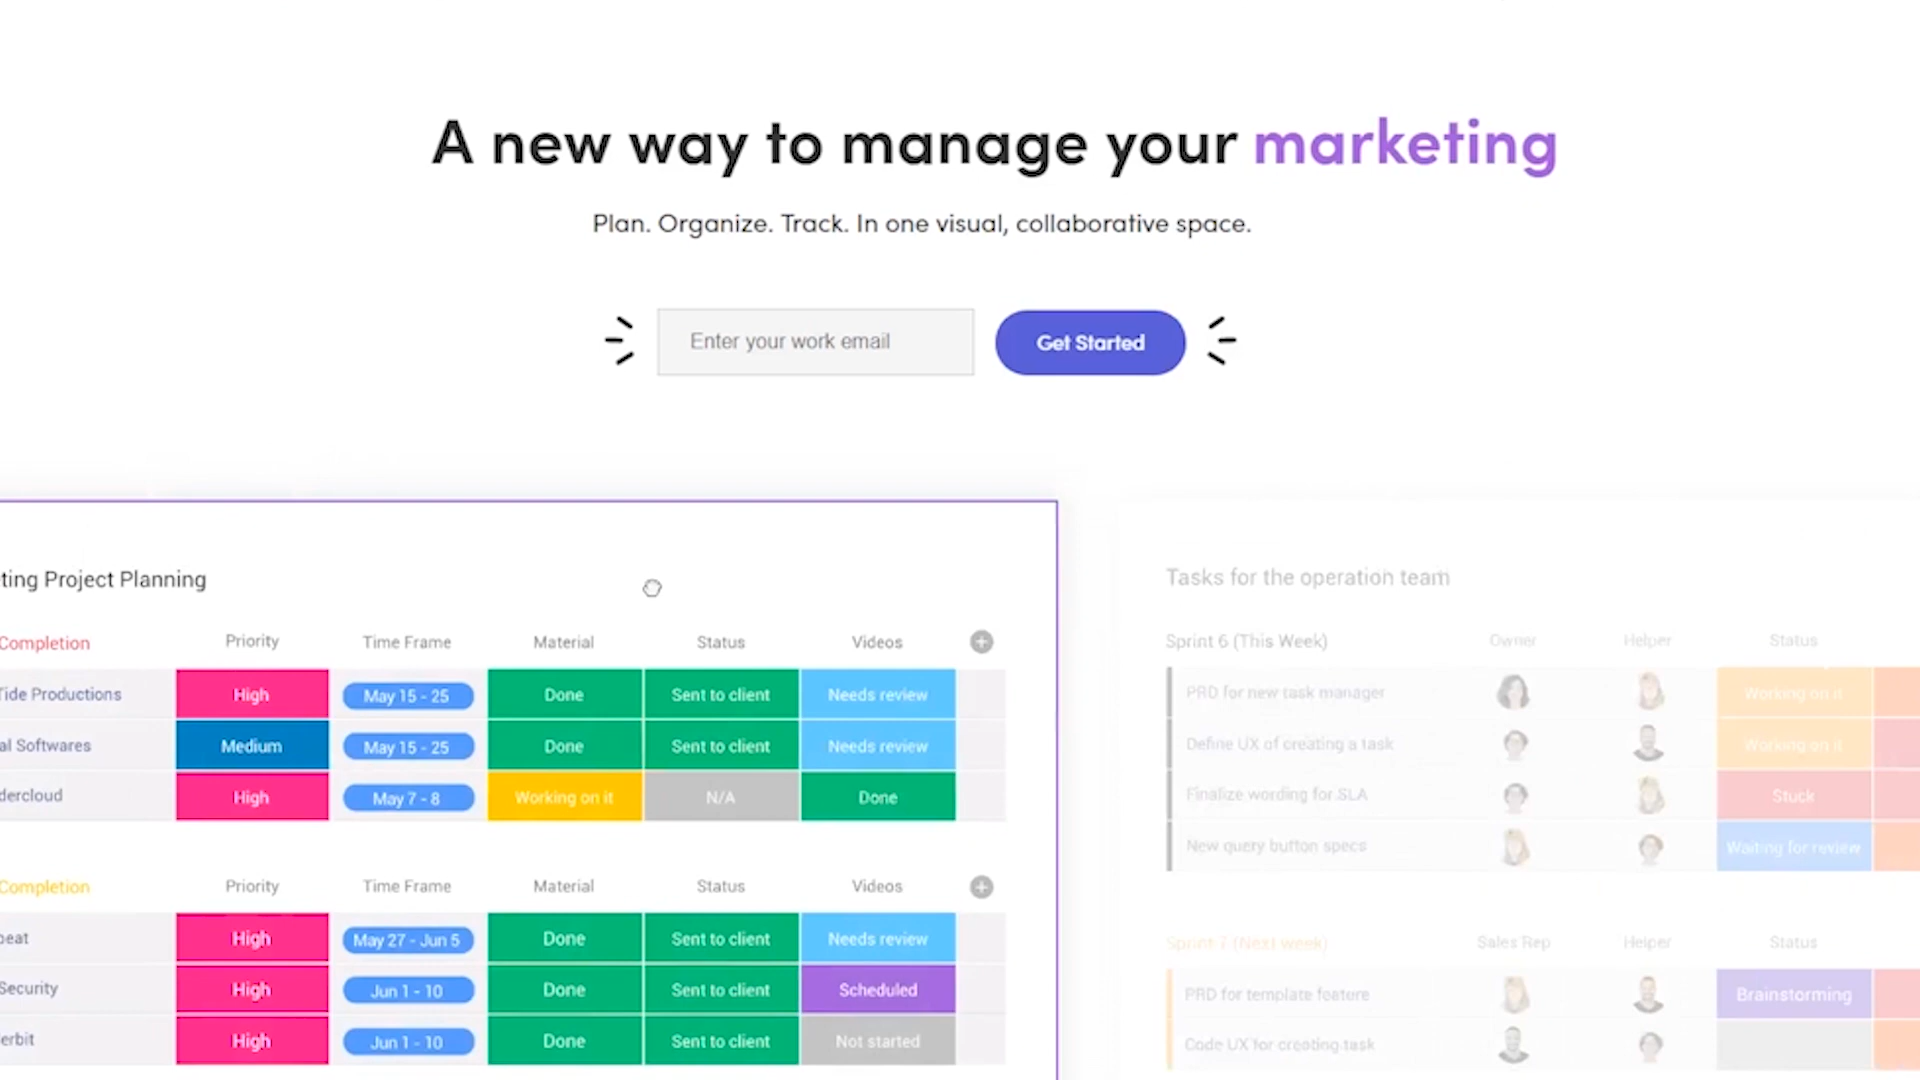 A new way to manage your marketing
Plan. Organize. Track. In one visual, collaborative space.
Enter your work email
Get Started
ting Project Planning
Completion Priority Time Frame Material Status Videos
Tide Productions High May 15 - 25 Done Sent to client Needs review
al Softwares Medium May 15 - 25 Done Sent to client Needs review
dercloud High May 7 - 8 Working on it N/A Done
Completion Priority Time Frame Material Status Videos
beat High May 27 - Jun 5 Done Sent to client Needs review
Security High Jun 1 - 10 Done Sent to client Scheduled
erbit High Jun 1 - 10 Done Sent to client Not started
Tasks for the operation team
Sprint 6 (This Week) Owner Helper Status
PRD for new task manager Working on it
Define UX of creating a task Working on it
Finalize wording for SLA Stuck
New query button specs Waiting for review
Sprint 7 (Next week) Sales Rep Helper Status
PRD for template feature Brainstorming
Code UX for creating task